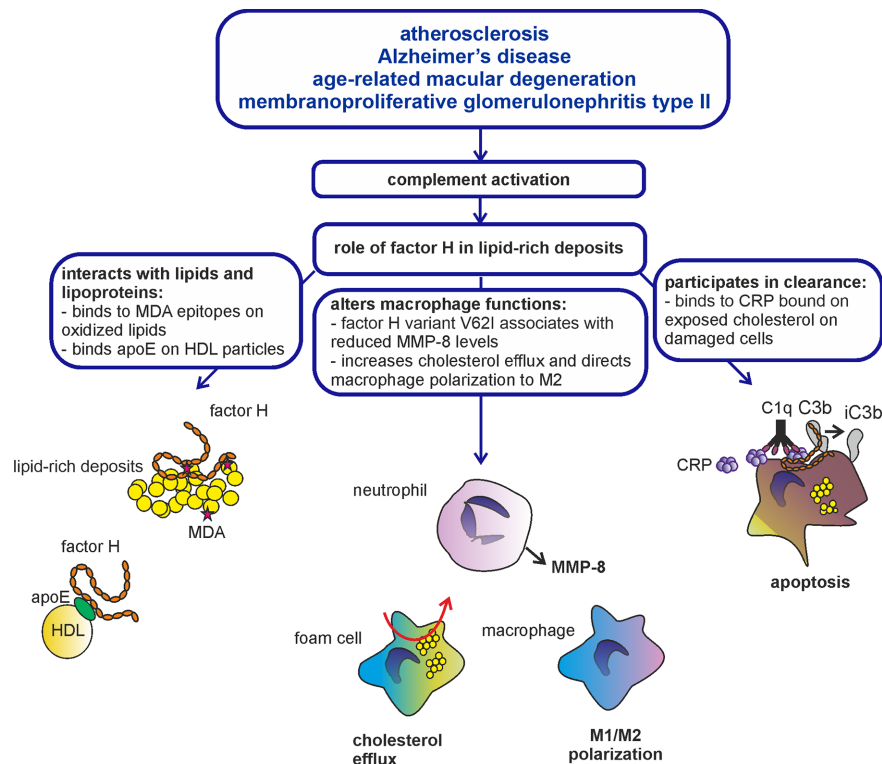 atherosclerosis
Alzheimer's disease
age-related macular degeneration
membranoproliferative glomerulonephritis type II
complement activation
role of factor H in lipid-rich deposits
interacts with lipids and
lipoproteins:
- binds to MDA epitopes on
oxidized lipids
- binds apoE on HDL particles
alters macrophage functions:
- factor H variant V62I associates with
reduced MMP-8 levels
- increases cholesterol efflux and directs
macrophage polarization to M2
participates in clearance:
- binds to CRP bound on
exposed cholesterol on
damaged cells
factor H
lipid-rich deposits
MDA
factor H
apoE
HDL
neutrophil
MMP-8
foam cell
macrophage
cholesterol
efflux
M1/M2
polarization
C1q C3b iC3b
CRP
apoptosis